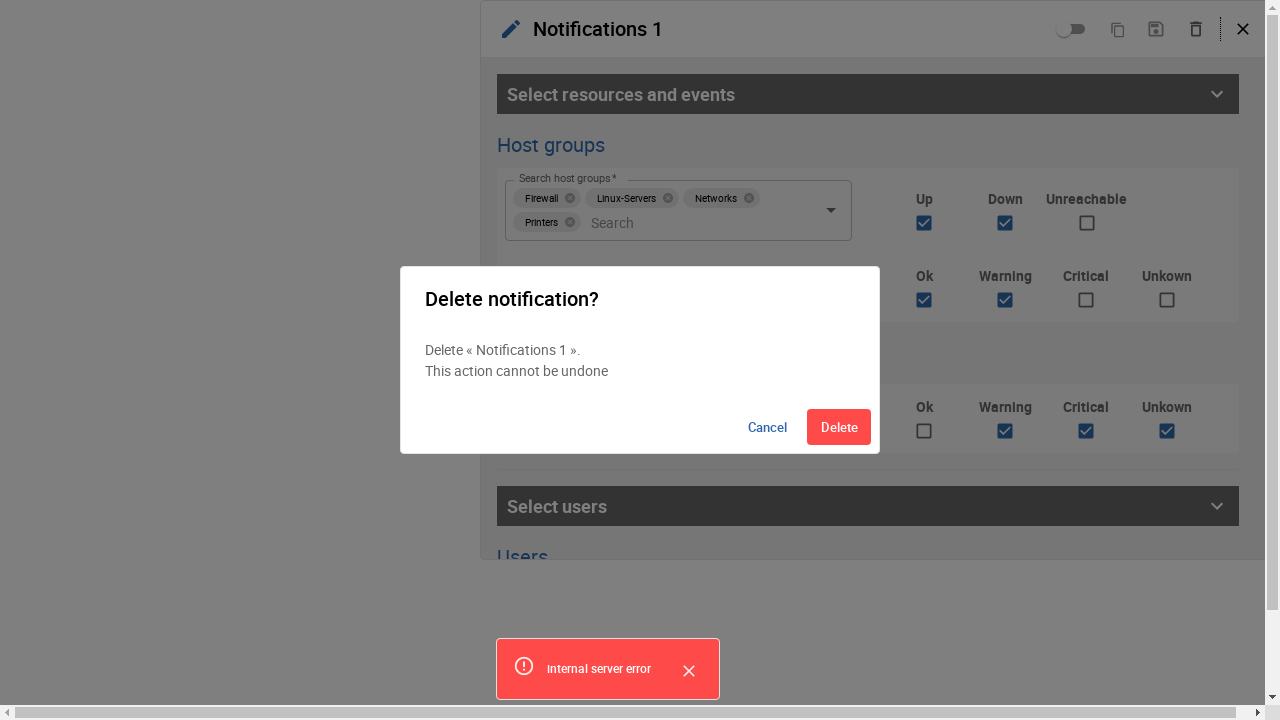 Notifications 1
Select resources and events
Host groups
Search host groups *
Firewall
Linux-Servers
Networks
Printers
Search
Up
Down
Unreachable
Ok
Warning
Critical
Unkown
Delete notification?
Delete « Notifications 1 ».
This action cannot be undone
Cancel
Delete
Ok
Warning
Critical
Unkown
Select users
Users
Internal server error